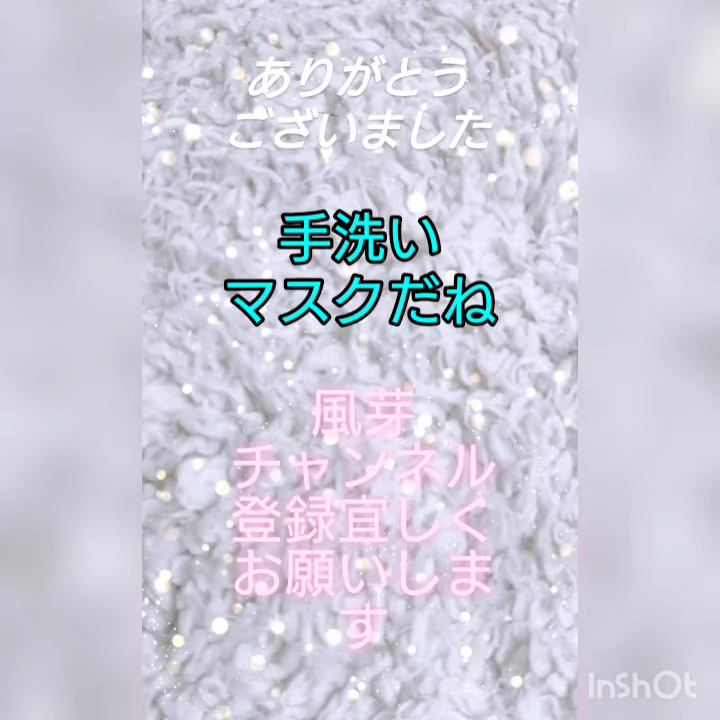 ありがとう
ございました
手洗い
マスクだね
風芽
チャンネル
登録宜しく
お願いしま
す
InShOt